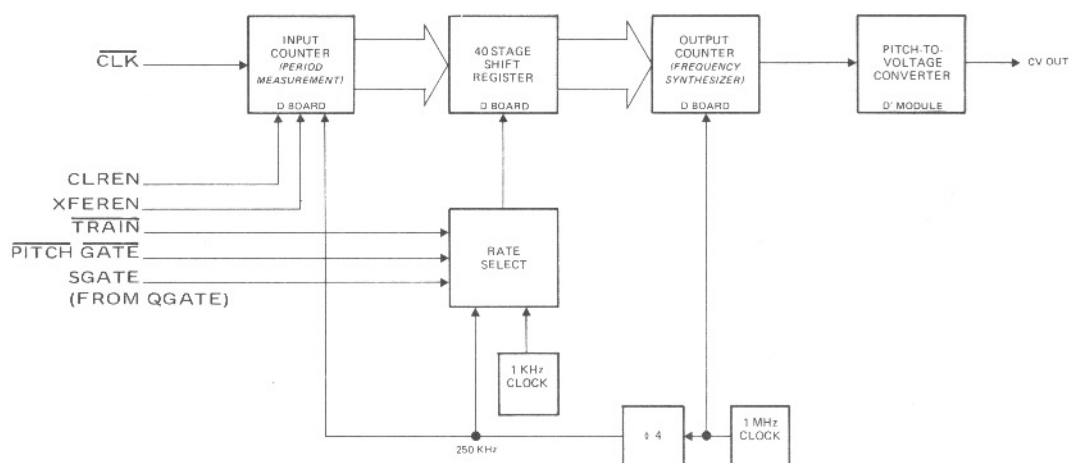 CLK
INPUT
COUNTER
(PERIOD
MEASUREMENT)
D BOARD
40 STAGE
SHIFT
REGISTER
D BOARD
OUTPUT
COUNTER
(FREQUENCY
SYNTHESIZER)
D BOARD
PITCH-TO-
VOLTAGE
CONVERTER
D' MODULE
CV OUT
CLREN
XFEREN
TRAIN
PITCH GATE
SGATE
(FROM QGATE)
RATE
SELECT
1 KHz
CLOCK
250 KHz
÷ 4
1 MHz
CLOCK